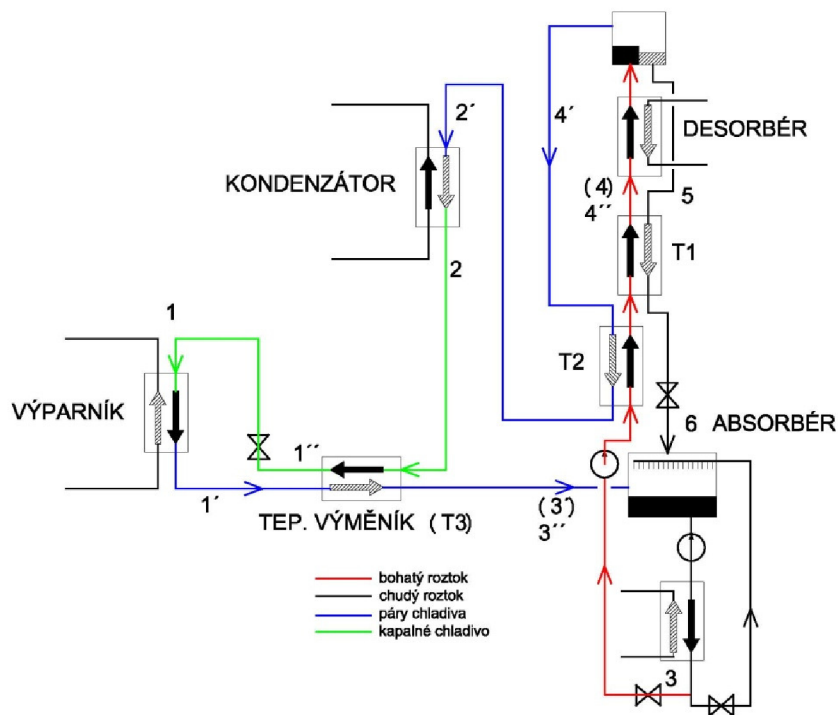 2´
4´
DESORBÉR
KONDENZÁTOR
(4)
4´´
5
T1
2
1
T2
VÝPARNÍK
6 ABSORBÉR
1´´
1´
(3´)
3´´
TEP. VÝMĚNÍK (T3)
bohatý roztok
chudý roztok
páry chladiva
kapalné chladivo
3